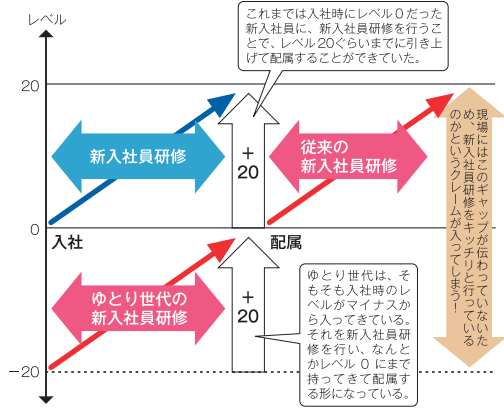 レベル
これまでは入社時にレベル0だった
新入社員に、新入社員研修を行うこ
とで、レベル20ぐらいまでに引き上
げて配属することができていた。
20
新入社員研修
+
20
従来の
新入社員研修
現場にはこのギャップが伝わっていないた
め、新入社員研修をキッチリと行っている
のかというクレームが入ってしまう！
0
入社
配属
ゆとり世代の
新入社員研修
+
20
ゆとり世代は、そ
もそも入社時のレ
ベルがマイナスか
ら入ってきている。
それを新入社員研
修を行い、なんと
かレベル 0 にまで
持ってきて配属す
る形になっている。
−20